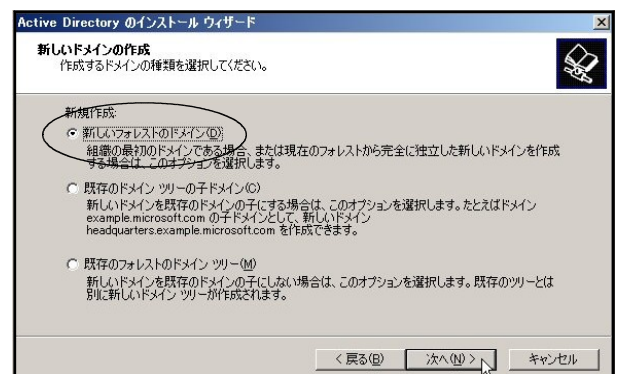 Active Directory のインストール ウィザード
新しいドメインの作成
作成するドメインの種類を選択してください。
新規作成:
新しいフォレストのドメイン(D)
組織の最初のドメインである場合、または現在のフォレストから完全に独立した新しいドメインを作成
する場合は、このオプションを選択します。
既存のドメイン ツリーの子ドメイン(C)
新しいドメインを既存のドメインの子にする場合は、このオプションを選択します。たとえばドメイン
example.microsoft.com の子ドメインとして、新しいドメイン
headquarters.example.microsoft.com を作成できます。
既存のフォレストのドメイン ツリー(M)
新しいドメインを既存のドメインの子にしない場合は、このオプションを選択します。既存のツリーとは
別に新しいドメイン ツリーが作成されます。
< 戻る(B) 次へ(N) > キャンセル